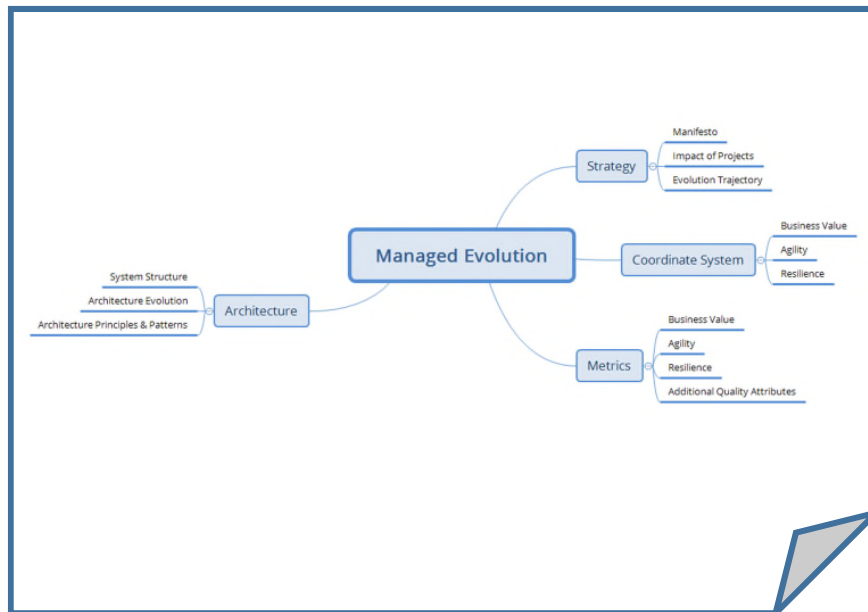 Managed Evolution
Strategy
Manifesto
Impact of Projects
Evolution Trajectory
Coordinate System
Business Value
Agility
Resilience
Metrics
Business Value
Agility
Resilience
Additional Quality Attributes
Architecture
System Structure
Architecture Evolution
Architecture Principles & Patterns